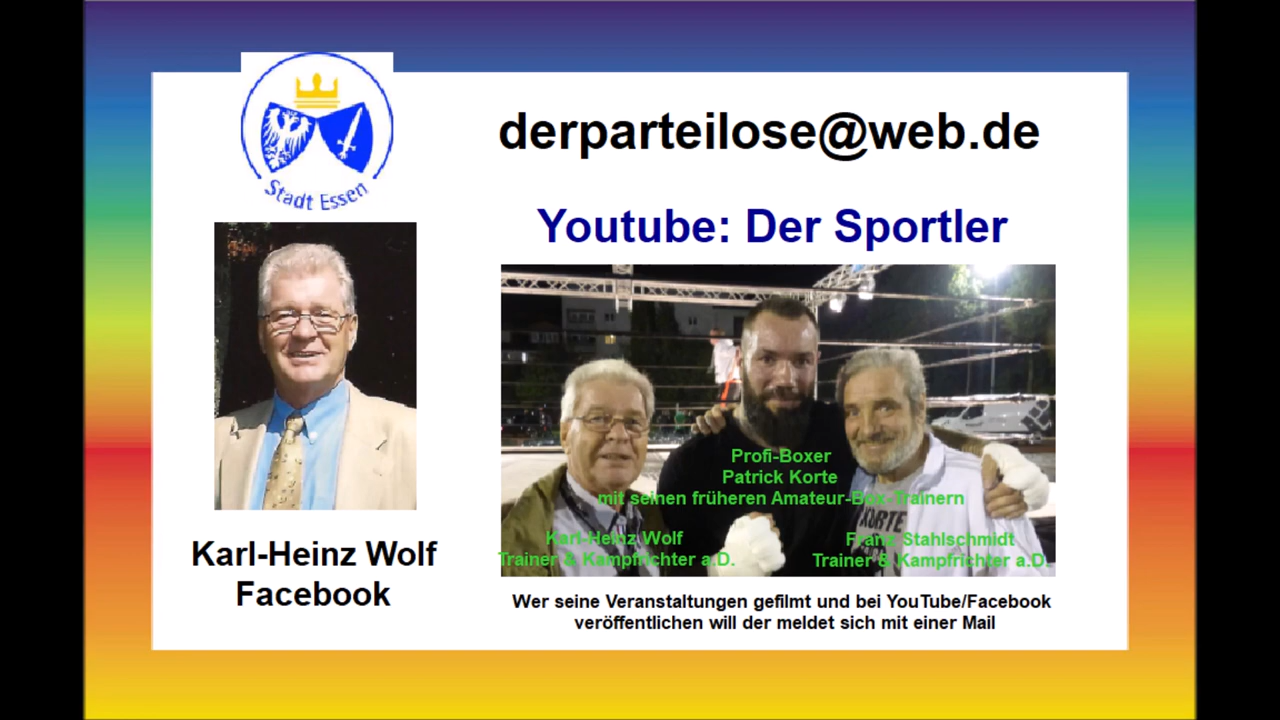 Stadt Essen
derparteilose@web.de
Youtube: Der Sportler
Profi-Boxer
Patrick Korte
mit seinen früheren Amateur-Box-Trainern
KORTE
Karl-Heinz Wolf
Trainer & Kampfrichter a.D.
Franz Stahlschmidt
Trainer & Kampfrichter a.D.
Karl-Heinz Wolf
Facebook
Wer seine Veranstaltungen gefilmt und bei YouTube/Facebook
veröffentlichen will der meldet sich mit einer Mail